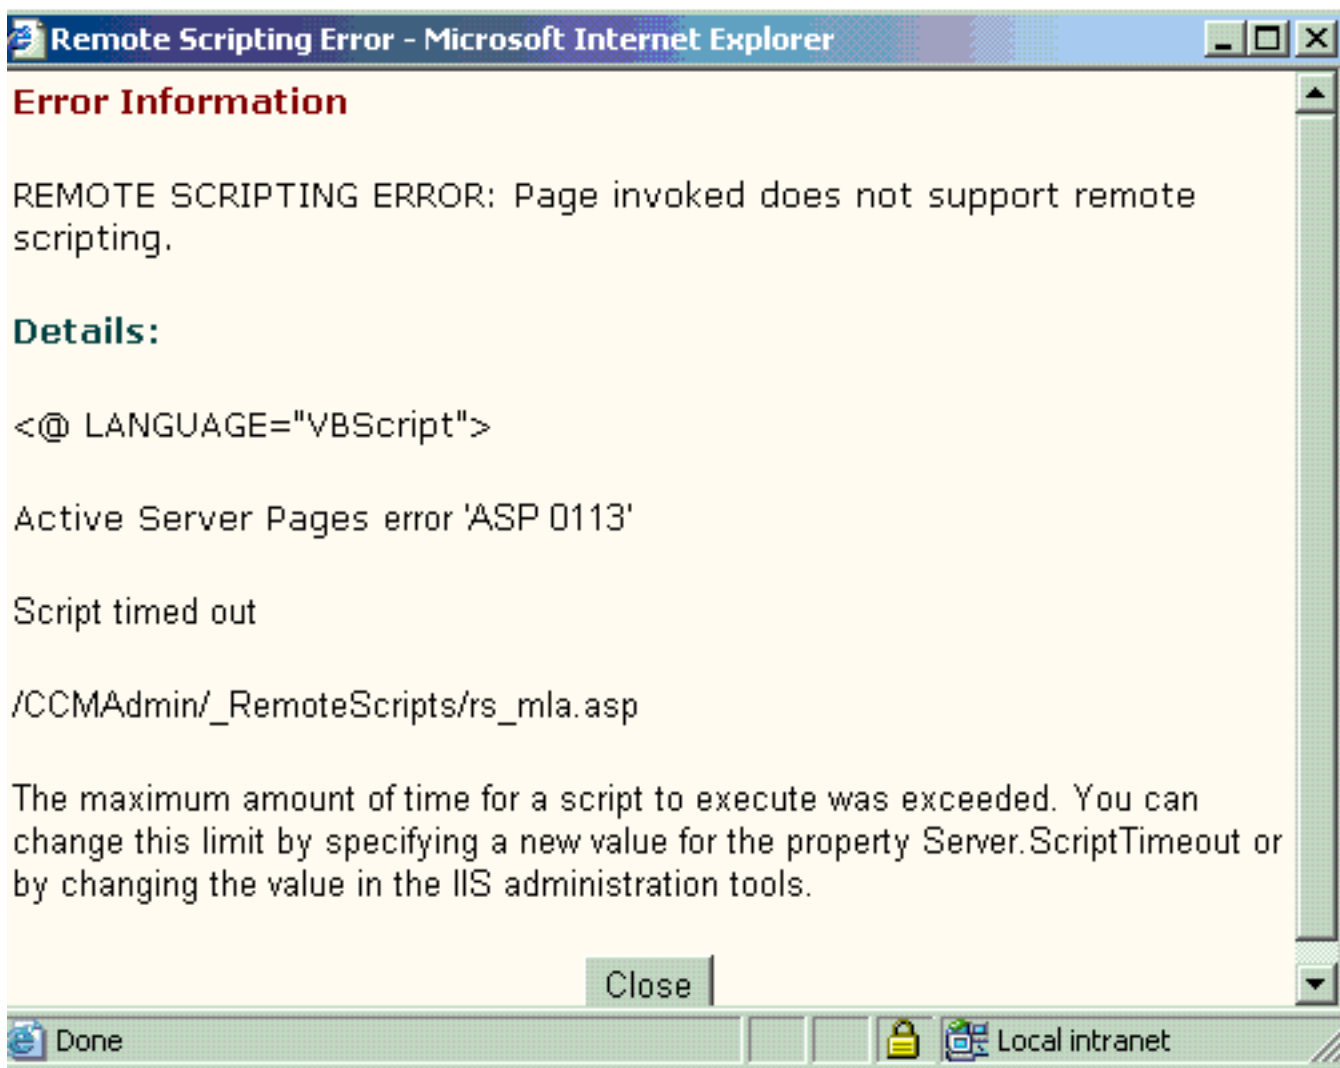 Remote Scripting Error - Microsoft Internet Explorer
Error Information
REMOTE SCRIPTING ERROR: Page invoked does not support remote
scripting.
Details:
<@ LANGUAGE="VBScript">
Active Server Pages error 'ASP 0113'
Script timed out
/CCMAdmin/_RemoteScripts/rs_mla.asp
The maximum amount of time for a script to execute was exceeded. You can
change this limit by specifying a new value for the property Server.ScriptTimeout or
by changing the value in the IIS administration tools.
Close
Done
Local intranet